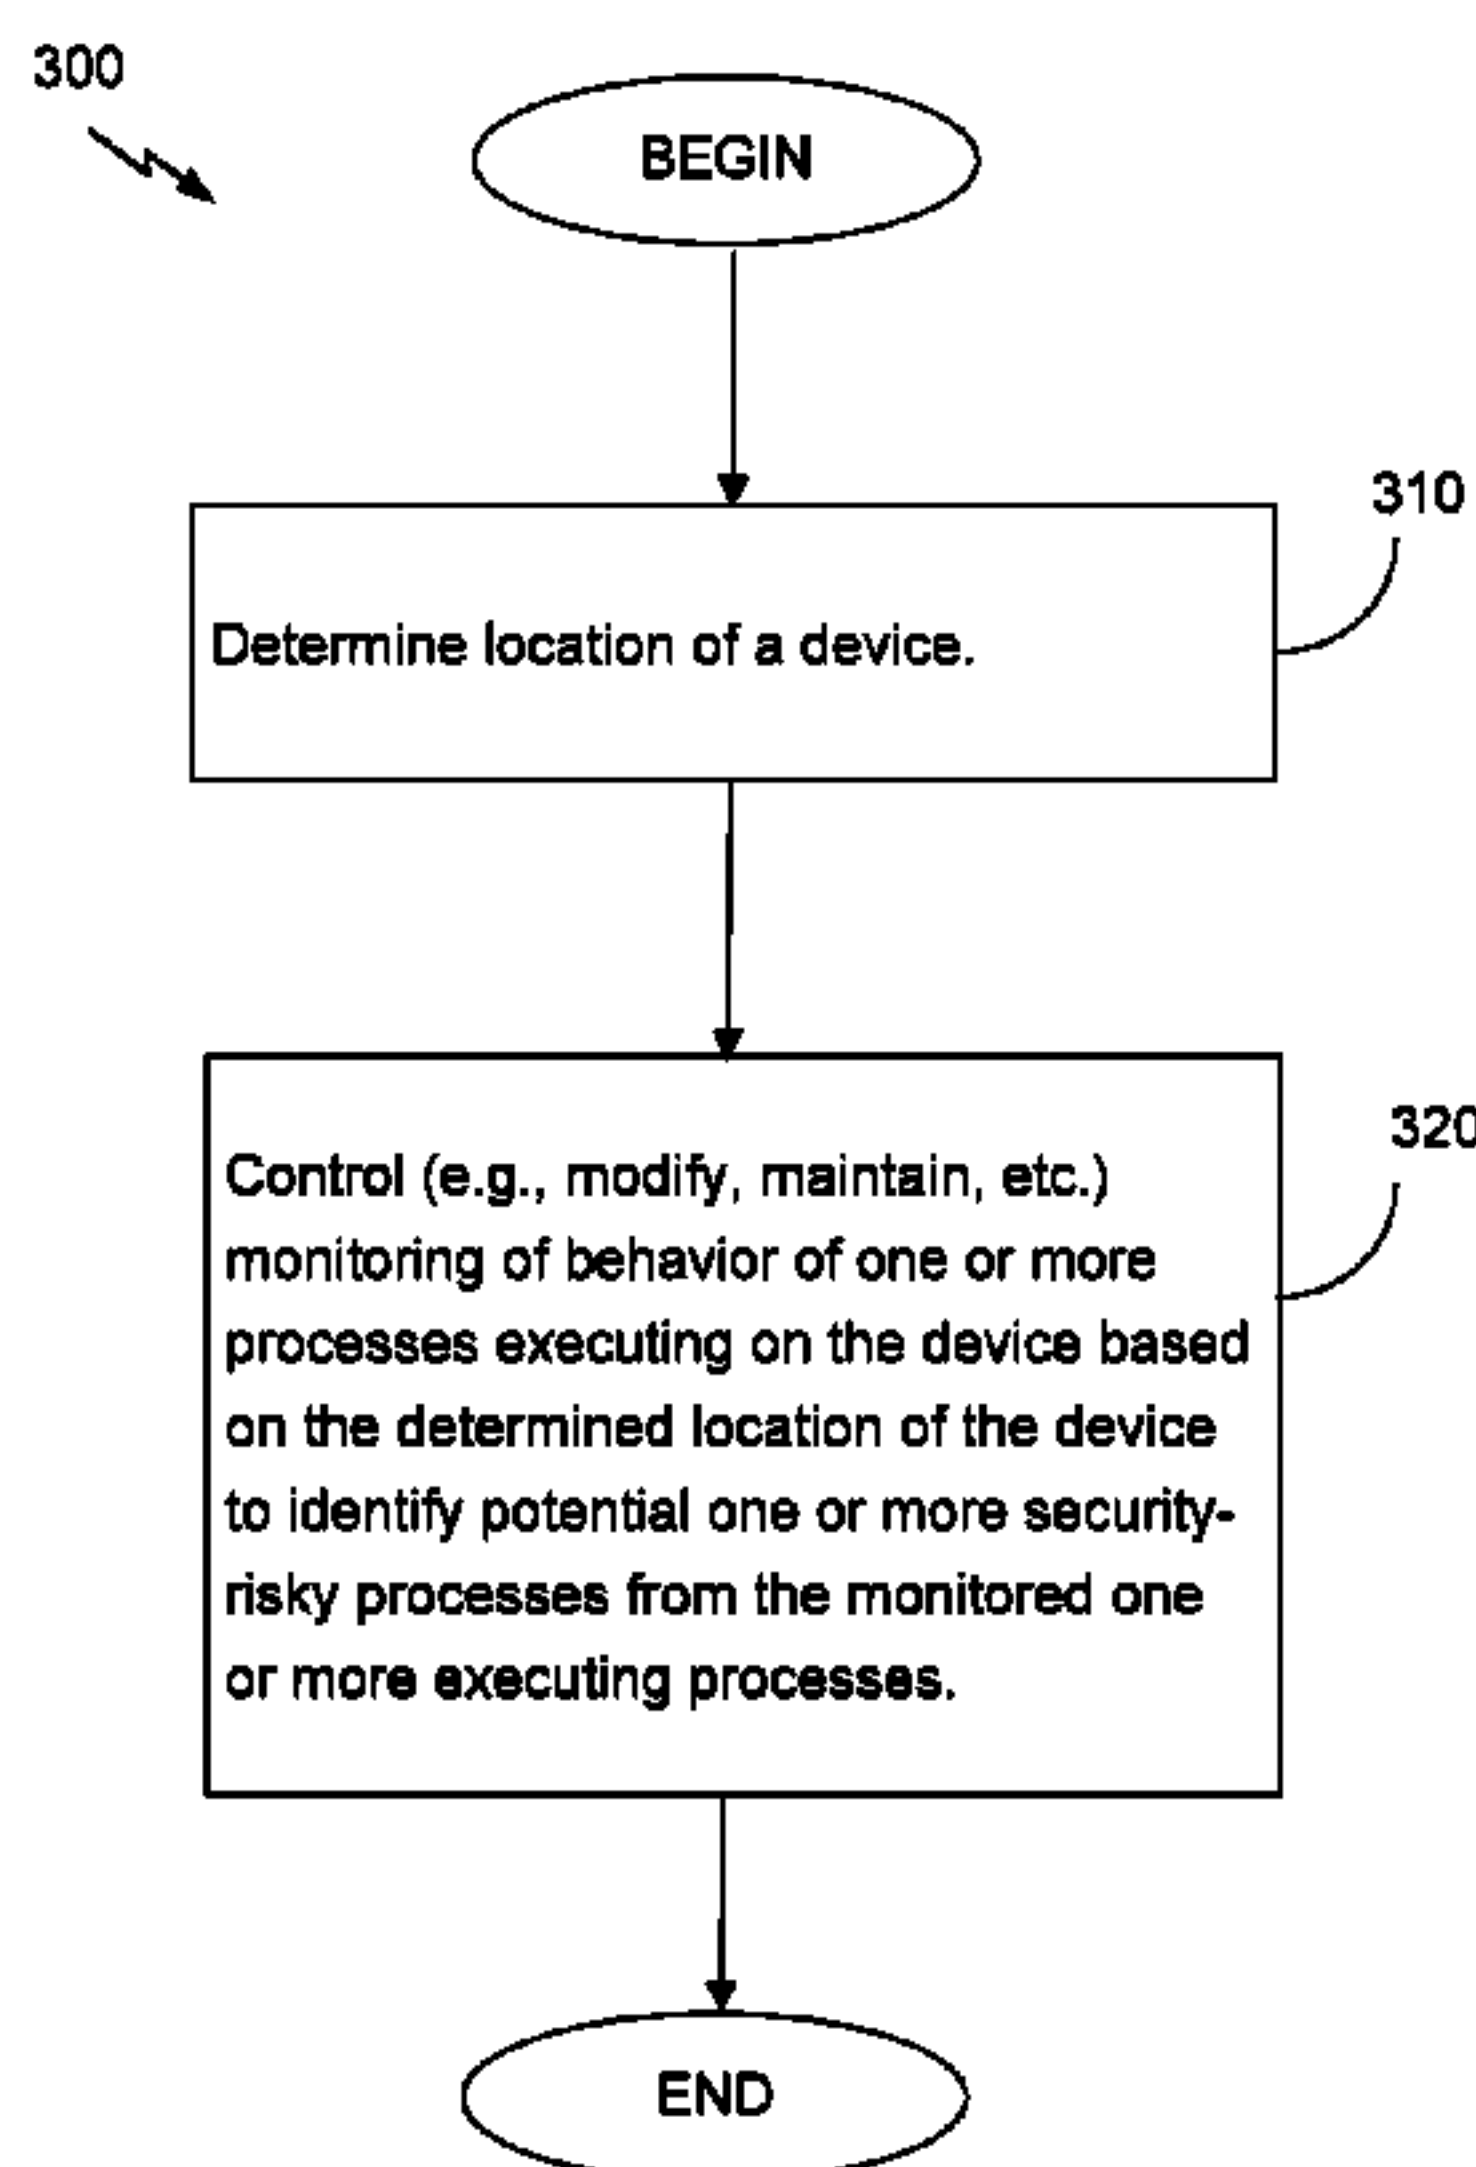 300
BEGIN
310
Determine location of a device.
320
Control (e.g., modify, maintain, etc.)
monitoring of behavior of one or more
processes executing on the device based
on the determined location of the device
to identify potential one or more security-
risky processes from the monitored one
or more executing processes.
END